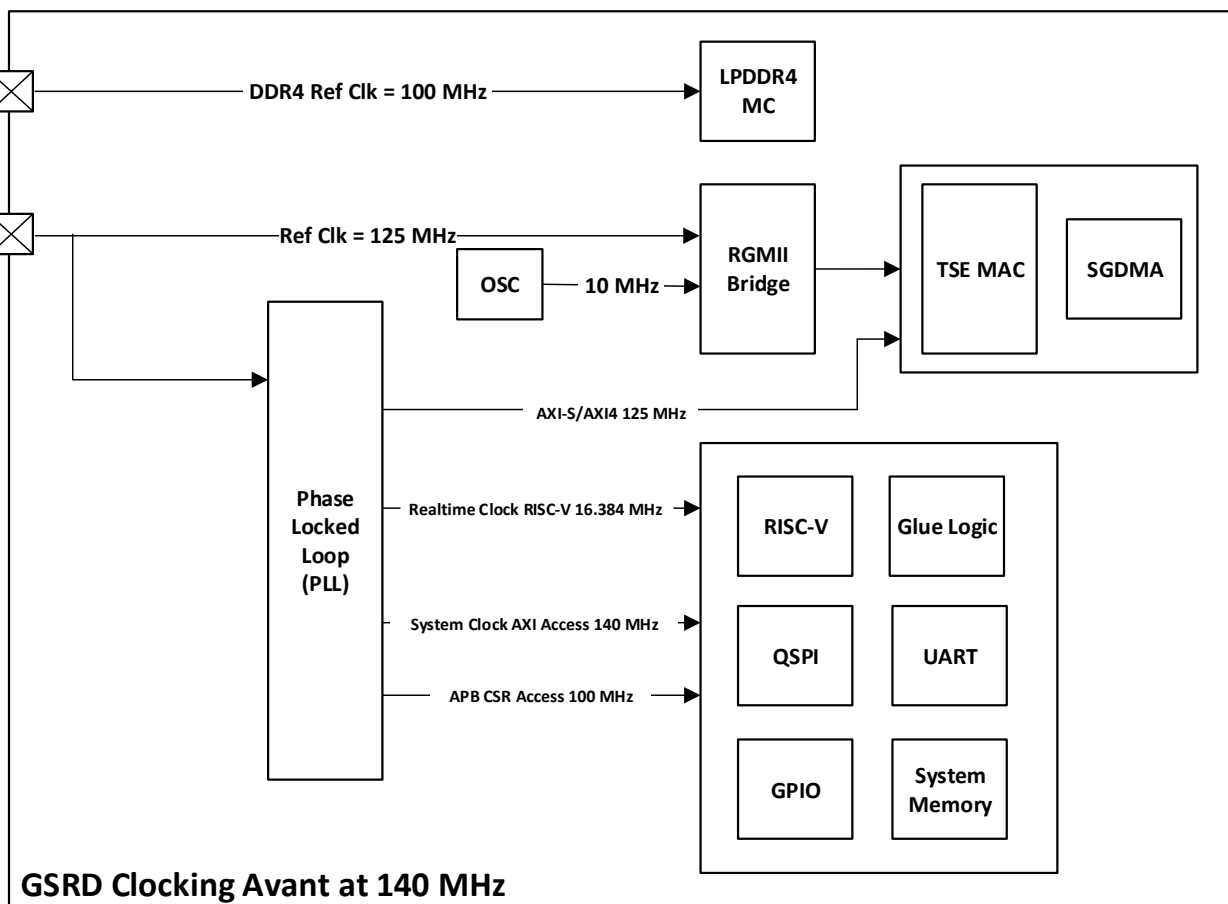 DDR4 Ref Clk = 100 MHz
LPDDR4
MC
Ref Clk = 125 MHz
OSC
10 MHz
RGMII
Bridge
TSE MAC
SGDMA
AXI-S/AXI4 125 MHz
Phase
Locked
Loop
(PLL)
Realtime Clock RISC-V 16.384 MHz
System Clock AXI Access 140 MHz
APB CSR Access 100 MHz
RISC-V
Glue Logic
QSPI
UART
GPIO
System
Memory
GSRD Clocking Avant at 140 MHz